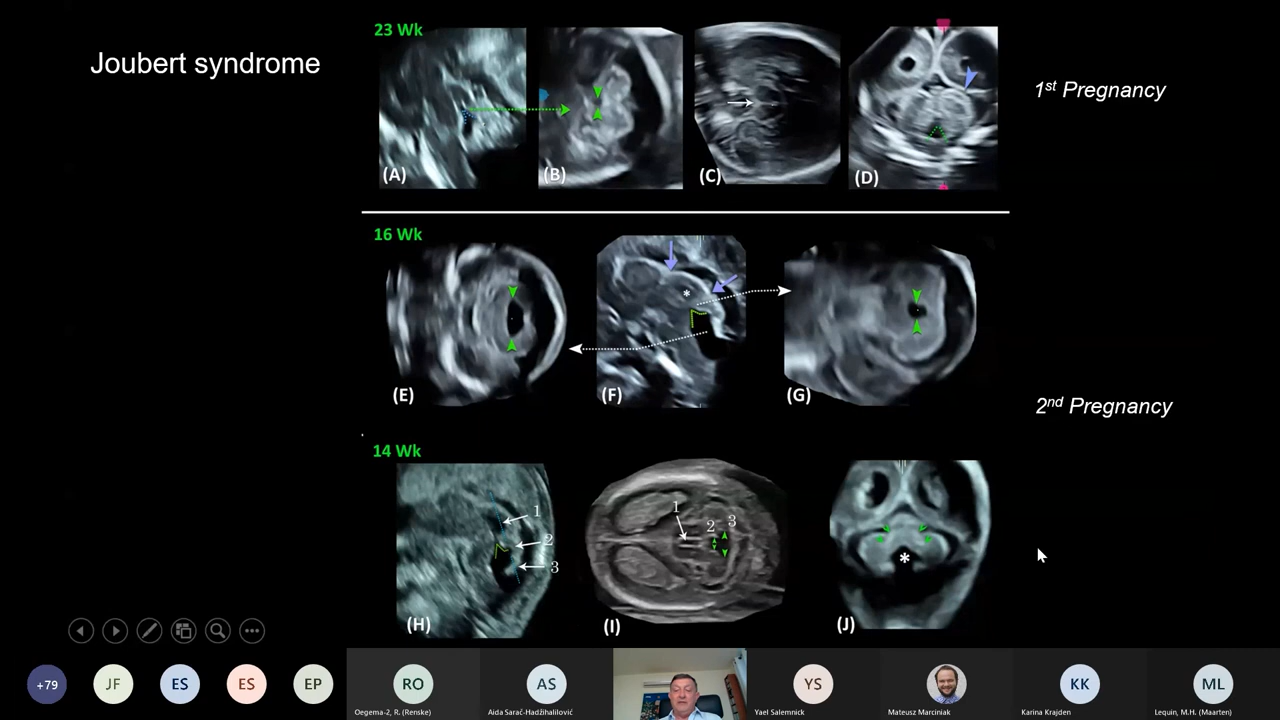 Joubert syndrome
23 Wk
1st Pregnancy
(A)
(B)
(C)
(D)
16 Wk
*
(E)
(F)
(G)
2nd Pregnancy
14 Wk
1
2
3
1
2
3
*
(H)
(I)
(J)
+79
JF
ES
ES
EP
RO
AS
YS
KK
ML
Oegema-2, R. (Renske)
Aida Sarać-Hadžihalilović
Yael Salemnick
Mateusz Marciniak
Karina Krajden
Lequin, M.H. (Maarten)